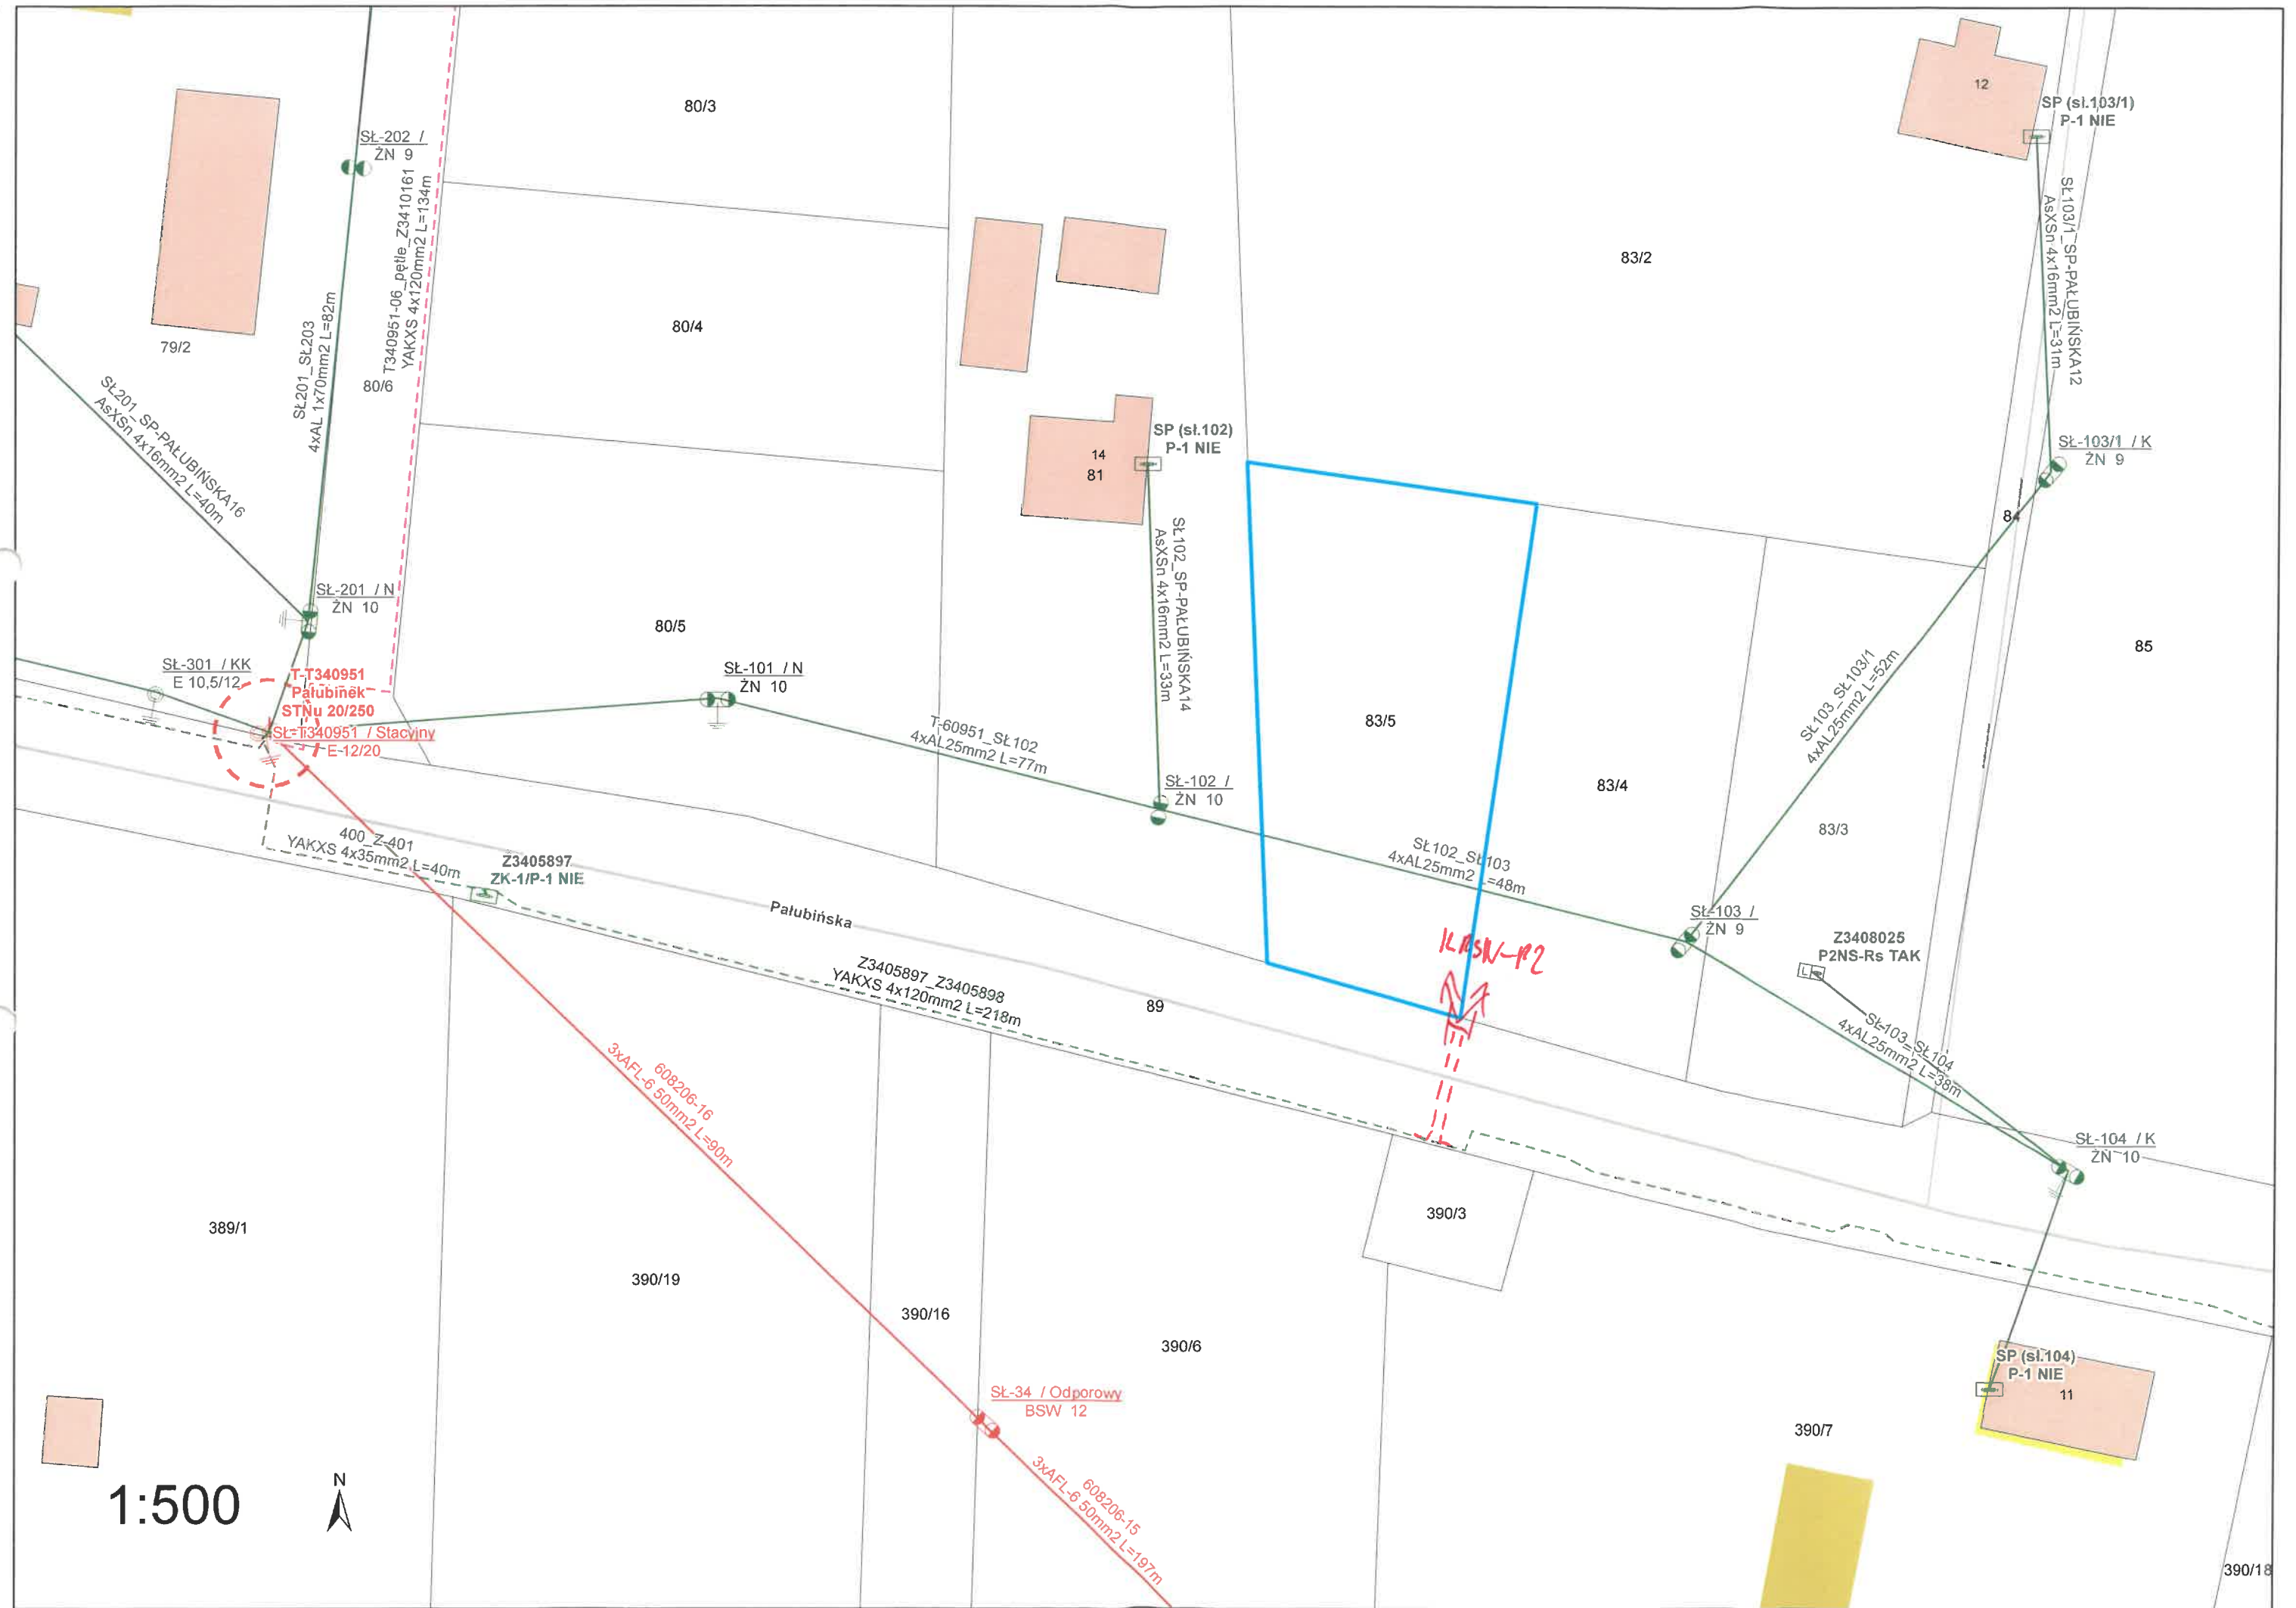 80/3
12
SP (sł.103/1)
P-1 NIE
SŁ-202 /
ŻN 9
T340951-06_pętle_Z3410161
YAKXS 4x120mm2 L=134m
SŁ103/1_SP-PAŁUBIŃSKA12
AsXSn 4x16mm2 L=31m
83/2
SŁ201_SŁ203
4xAL 1x70mm2 L=82m
80/4
79/2
80/6
SŁ201_SP-PAŁUBIŃSKA16
AsXSn 4x16mm2 L=40m
SP (sł.102)
P-1 NIE
14
81
SŁ-103/1 / K
ŻN 9
84
SŁ102_SP-PAŁUBIŃSKA14
AsXSn 4x16mm2 L=33m
SŁ-201 / N
ŻN 10
80/5
85
SŁ-301 / KK
E 10,5/12
T-T340951
Pałubinek
STNu 20/250
SŁ-T340951 / Stacyjny
E-12/20
SŁ-101 / N
ŻN 10
T-60951_SŁ102
4xAL25mm2 L=77m
83/5
SŁ103_SŁ103/1
4xAL25mm2 L=52m
SŁ-102 /
ŻN 10
83/4
83/3
400_Z-401
YAKXS 4x35mm2 L=40m
Z3405897
ZK-1/P-1 NIE
SŁ102_SŁ103
4xAL25mm2 L=48m
Pałubińska
SŁ-103 /
ŻN 9
Z3408025
P2NS-Rs TAK
L
Z3405897_Z3405898
YAKXS 4x120mm2 L=218m
89
SŁ103_SŁ104
4xAL25mm2 L=38m
608206-16
3xAFL-6 50mm2 L=90m
SŁ-104 / K
ŻN 10
389/1
390/3
390/19
390/16
390/6
SP (sł.104)
P-1 NIE
11
SŁ-34 / Odporowy
BSW 12
390/7
1:500
N
608206-15
3xAFL-6 50mm2 L=197m
390/18